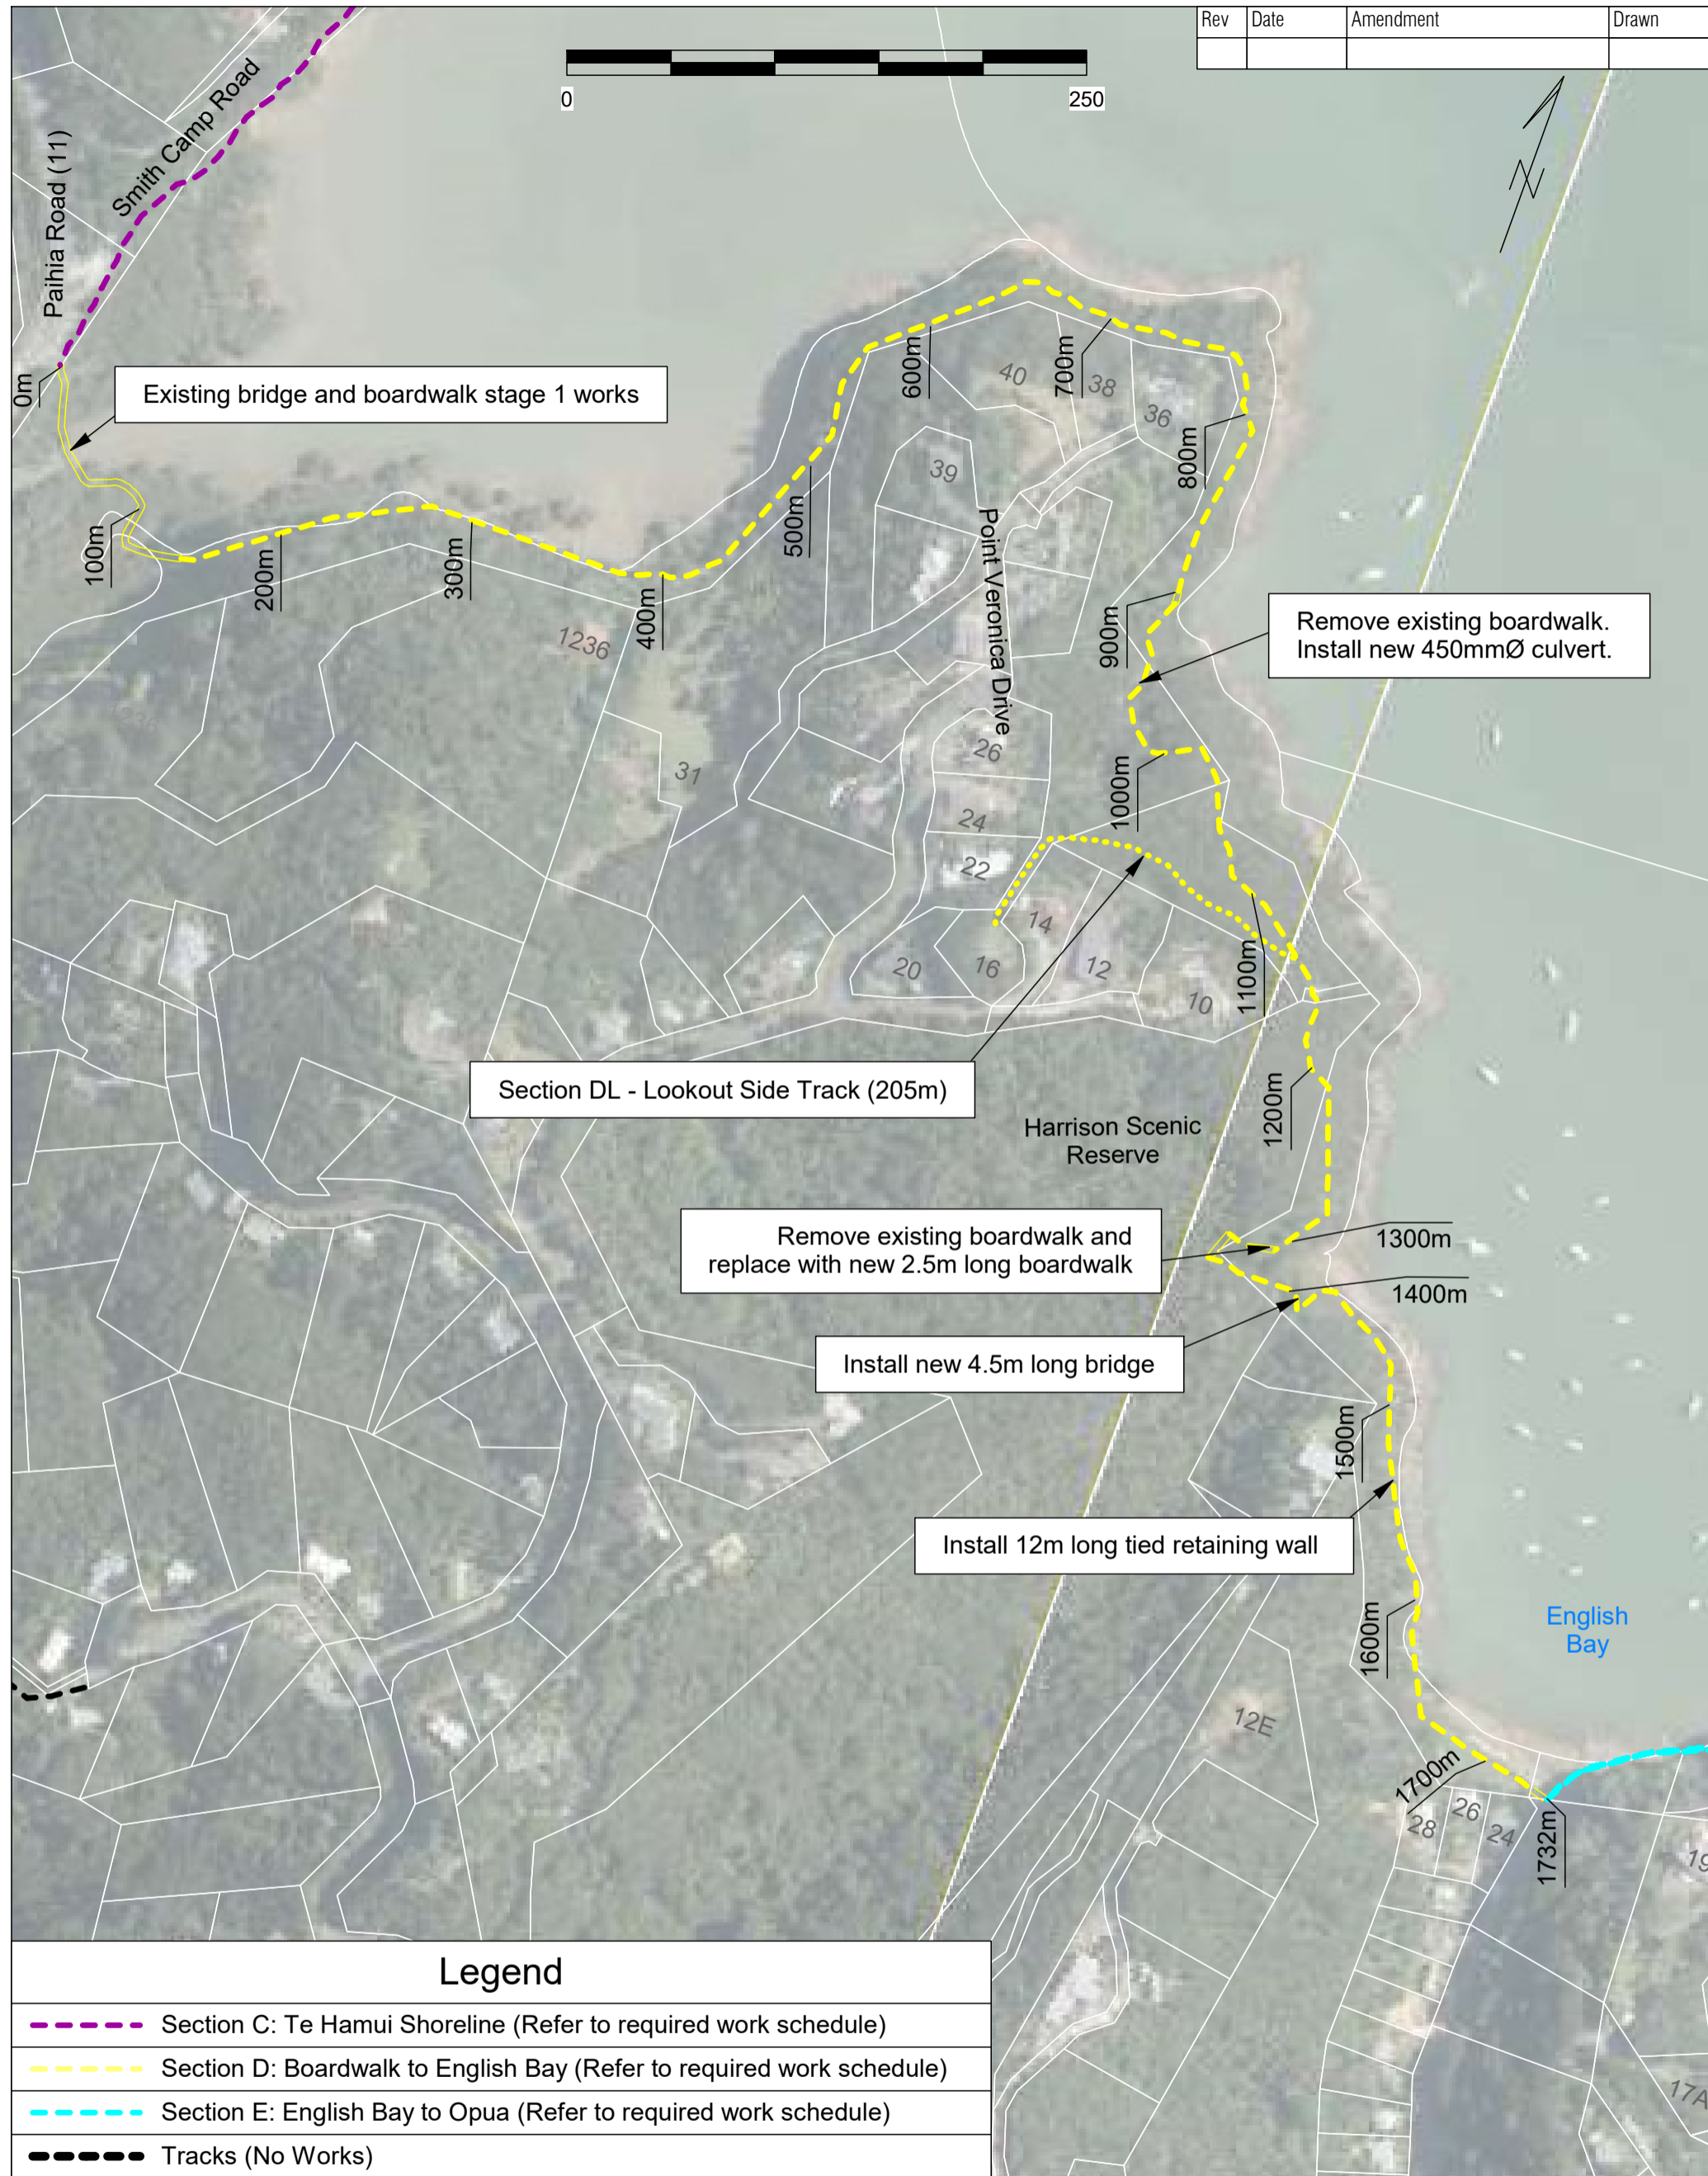 Rev Date Amendment Drawn
0 250
Paihia Road (11)
Smith Camp Road
0m
Existing bridge and boardwalk stage 1 works
100m
200m
300m
400m
500m
600m
700m
800m
40
38
36
39
Point Veronica Drive
1236
31
900m
Remove existing boardwalk.
Install new 450mmØ culvert.
26
24
22
1000m
14
20
16
12
10
1100m
Section DL - Lookout Side Track (205m)
Harrison Scenic
Reserve
1200m
Remove existing boardwalk and
replace with new 2.5m long boardwalk
1300m
1400m
Install new 4.5m long bridge
1500m
Install 12m long tied retaining wall
1600m
English
Bay
12E
1700m
28
26
24
1732m
19
17A
Legend
Section C: Te Hamui Shoreline (Refer to required work schedule)
Section D: Boardwalk to English Bay (Refer to required work schedule)
Section E: English Bay to Opua (Refer to required work schedule)
Tracks (No Works)